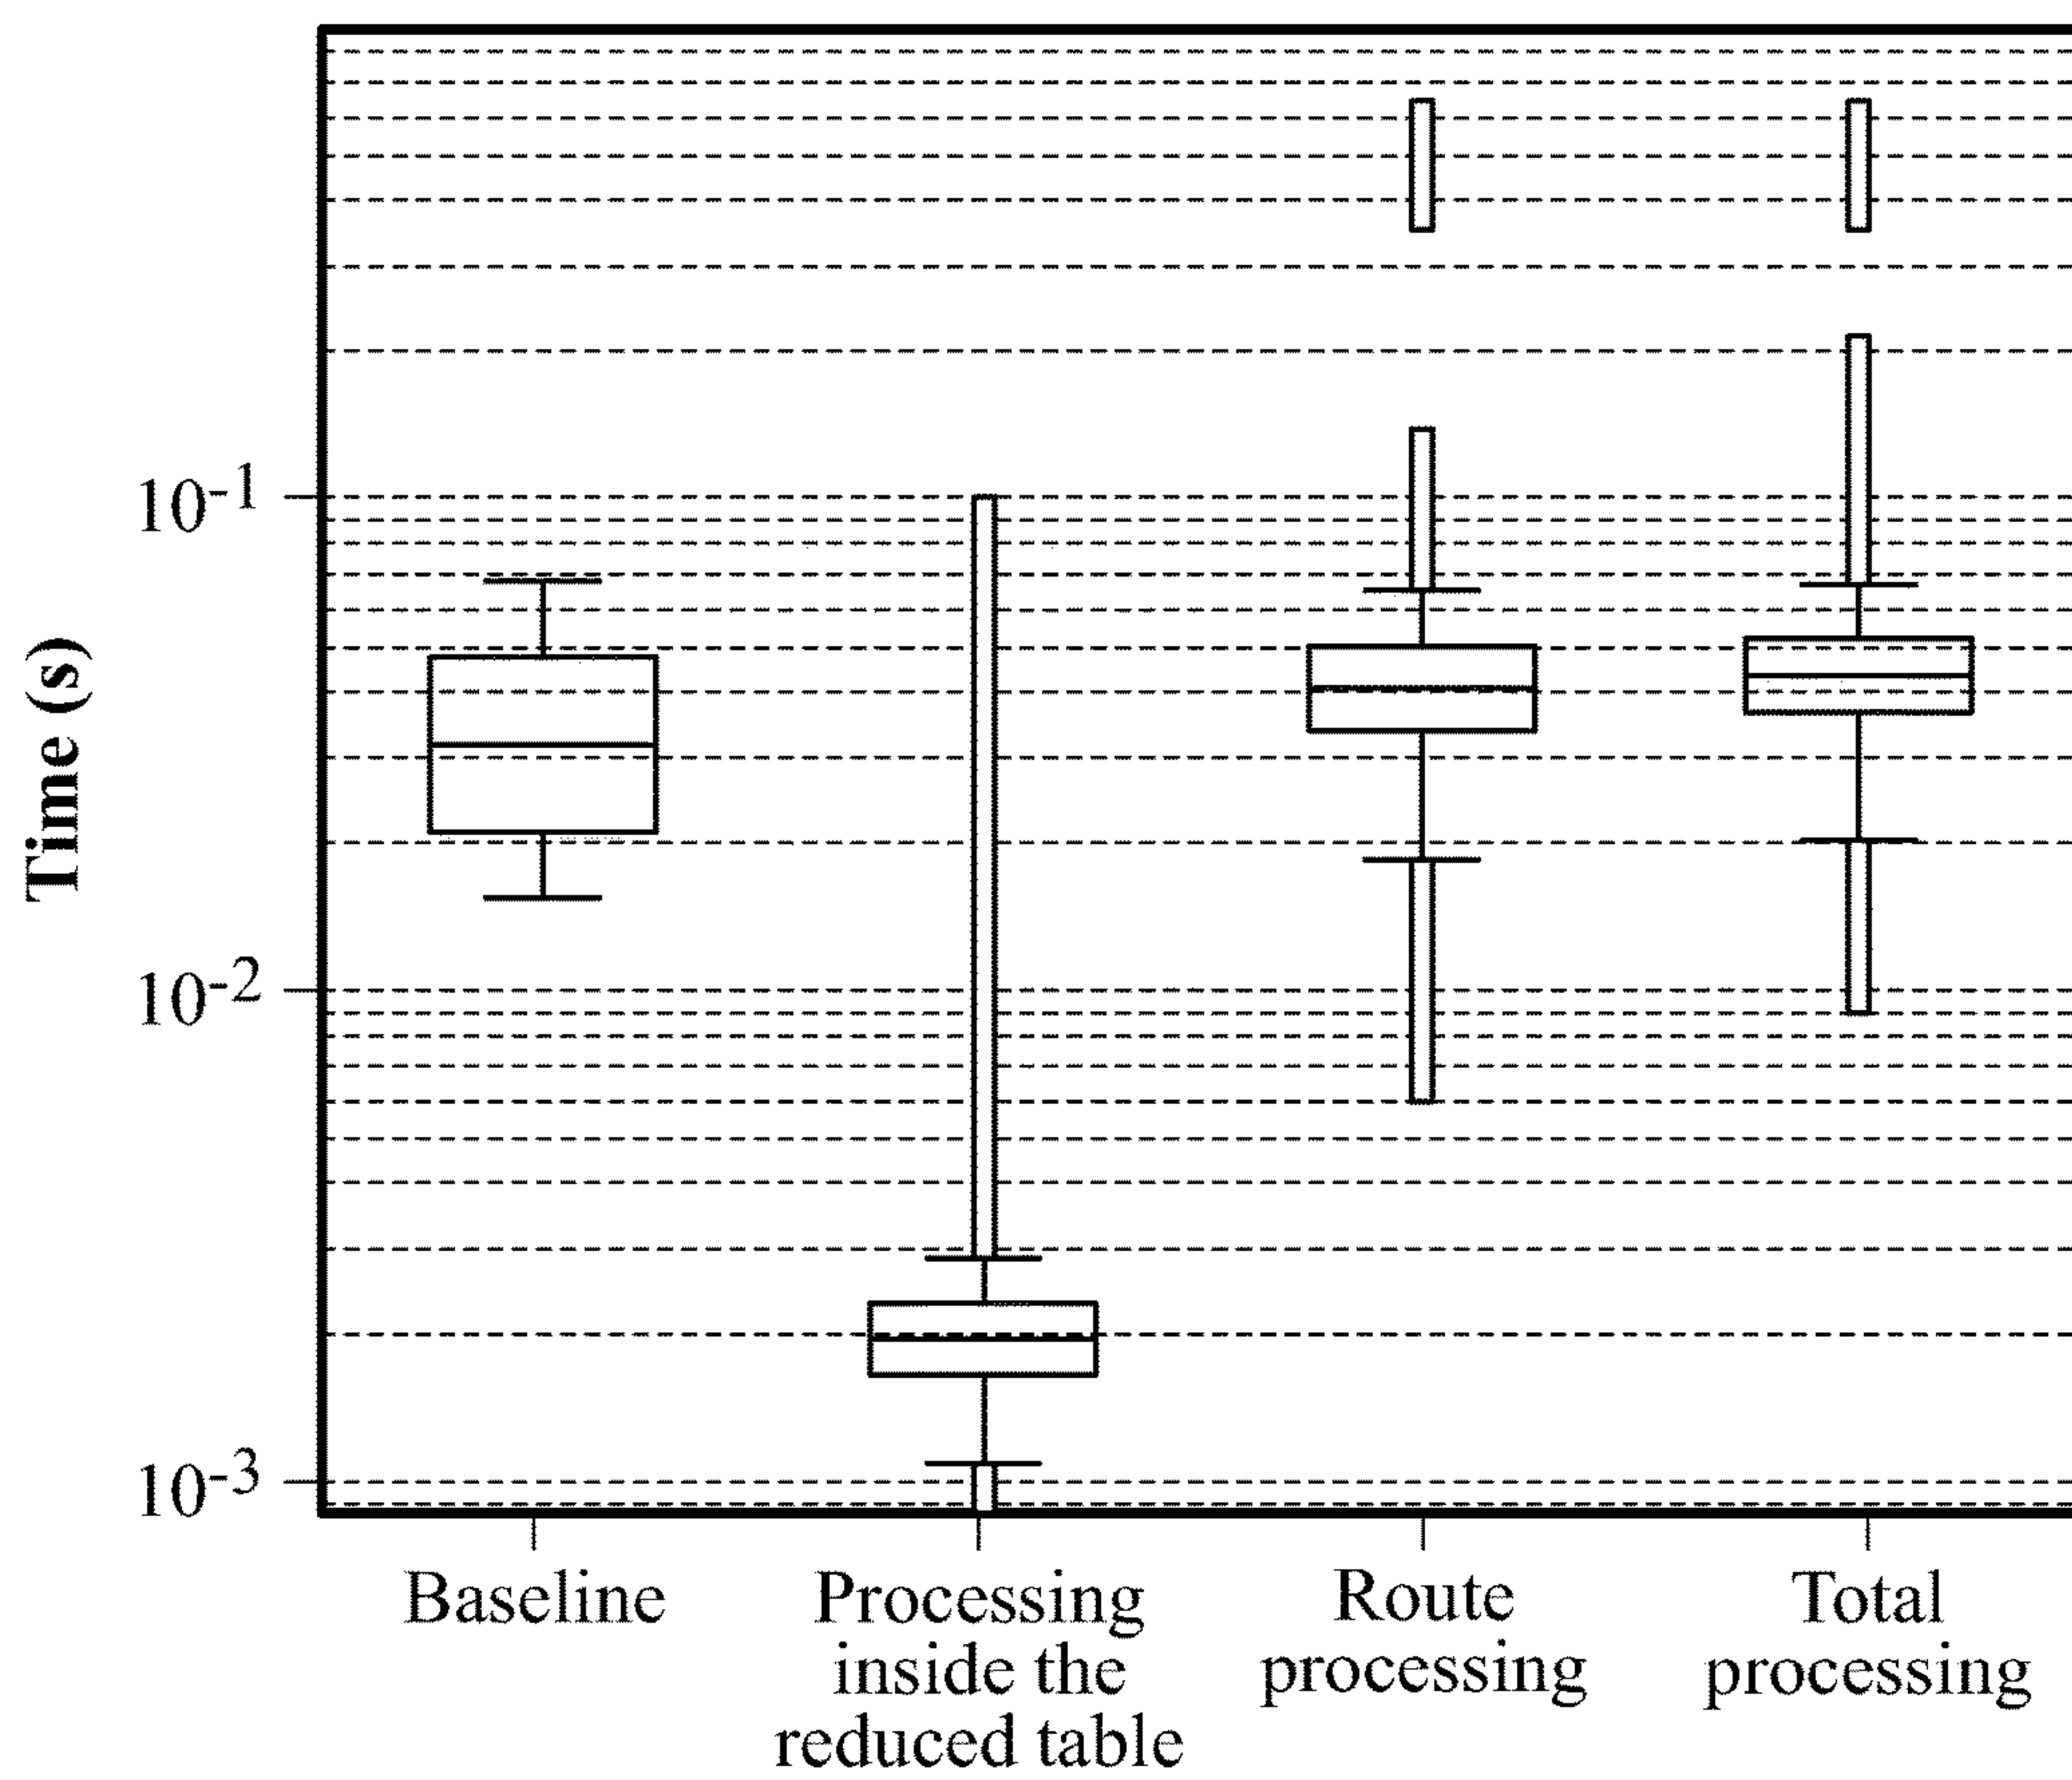 Time (s)
10-1
10-2
10-3
Baseline
Processing
inside the
reduced table
Route
processing
Total
processing